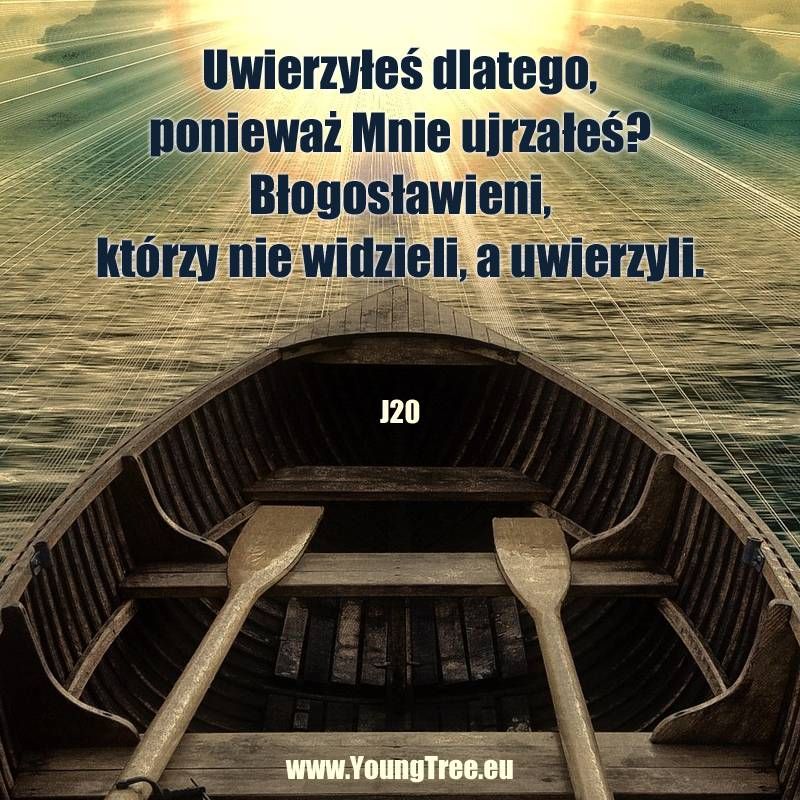 Uwierzyłeś dlatego,
ponieważ Mnie ujrzałeś?
Błogosławieni,
którzy nie widzieli, a uwierzyli.
J20
www.YoungTree.eu